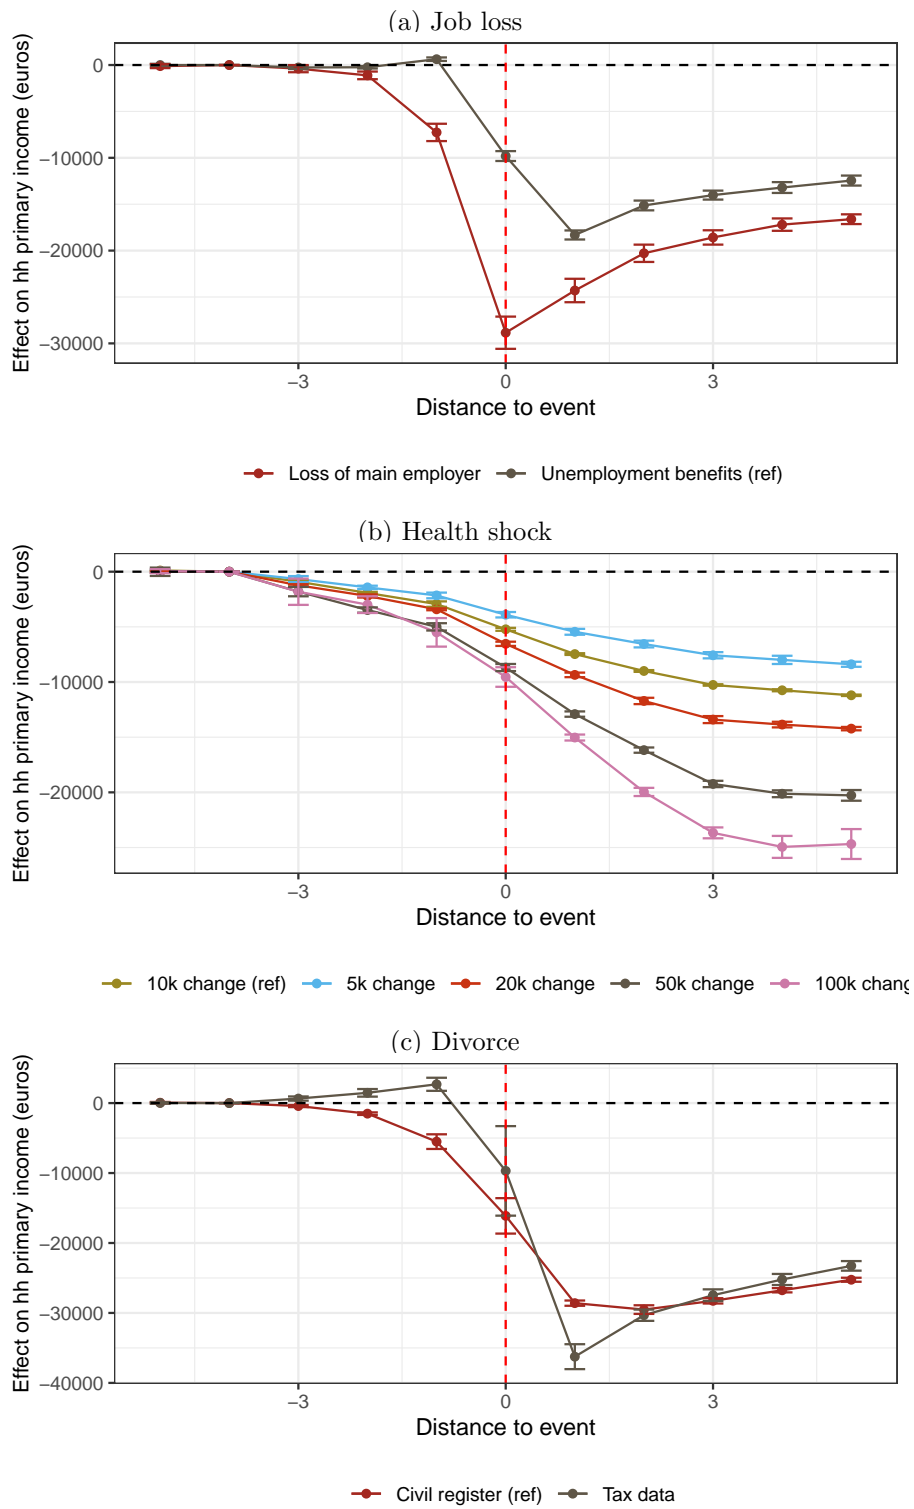 (a) Job loss
Effect on hh primary income (euros)
0
−10000
−20000
−30000
−3
0
3
Distance to event
Loss of main employer
Unemployment benefits (ref)
(b) Health shock
Effect on hh primary income (euros)
0
−10000
−20000
−3
0
3
Distance to event
10k change (ref)
5k change
20k change
50k change
100k chang
(c) Divorce
Effect on hh primary income (euros)
0
−10000
−20000
−30000
−40000
−3
0
3
Distance to event
Civil register (ref)
Tax data